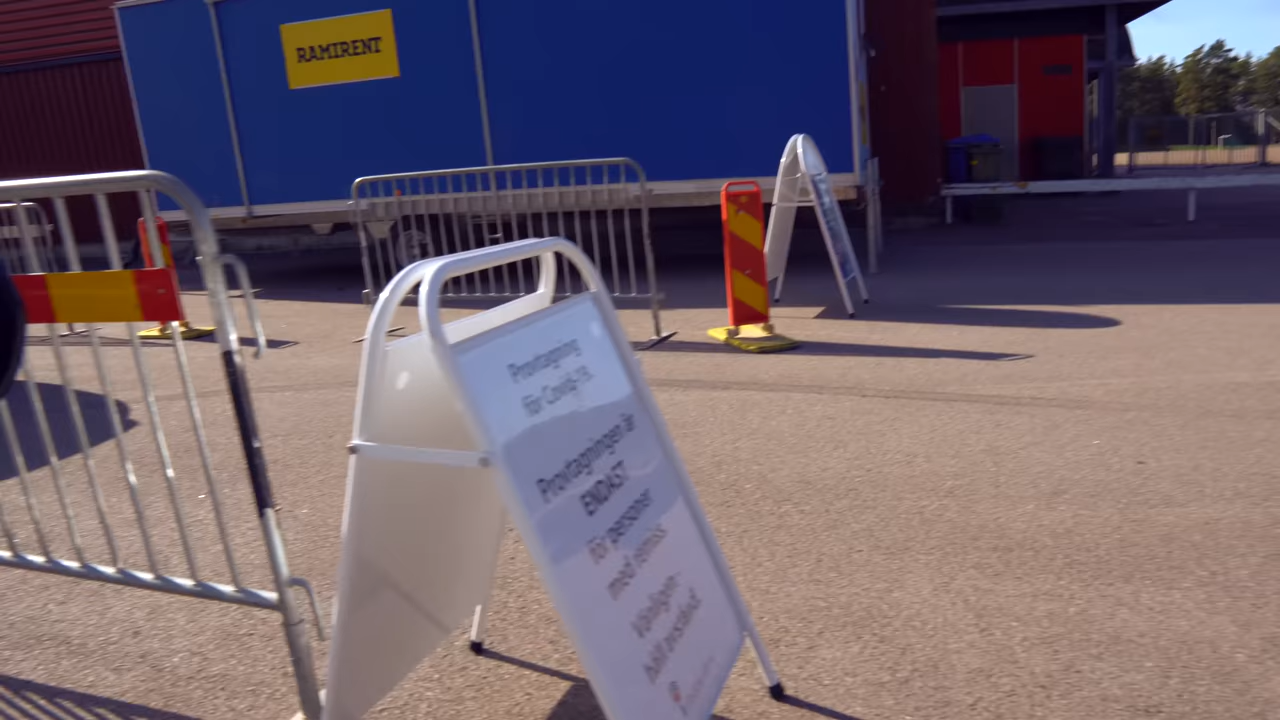 RAMIRENT
Provtagning
för Covid-19.
Provtagningen är
ENDAST
för personer
med remiss
Vänligen
håll avstånd